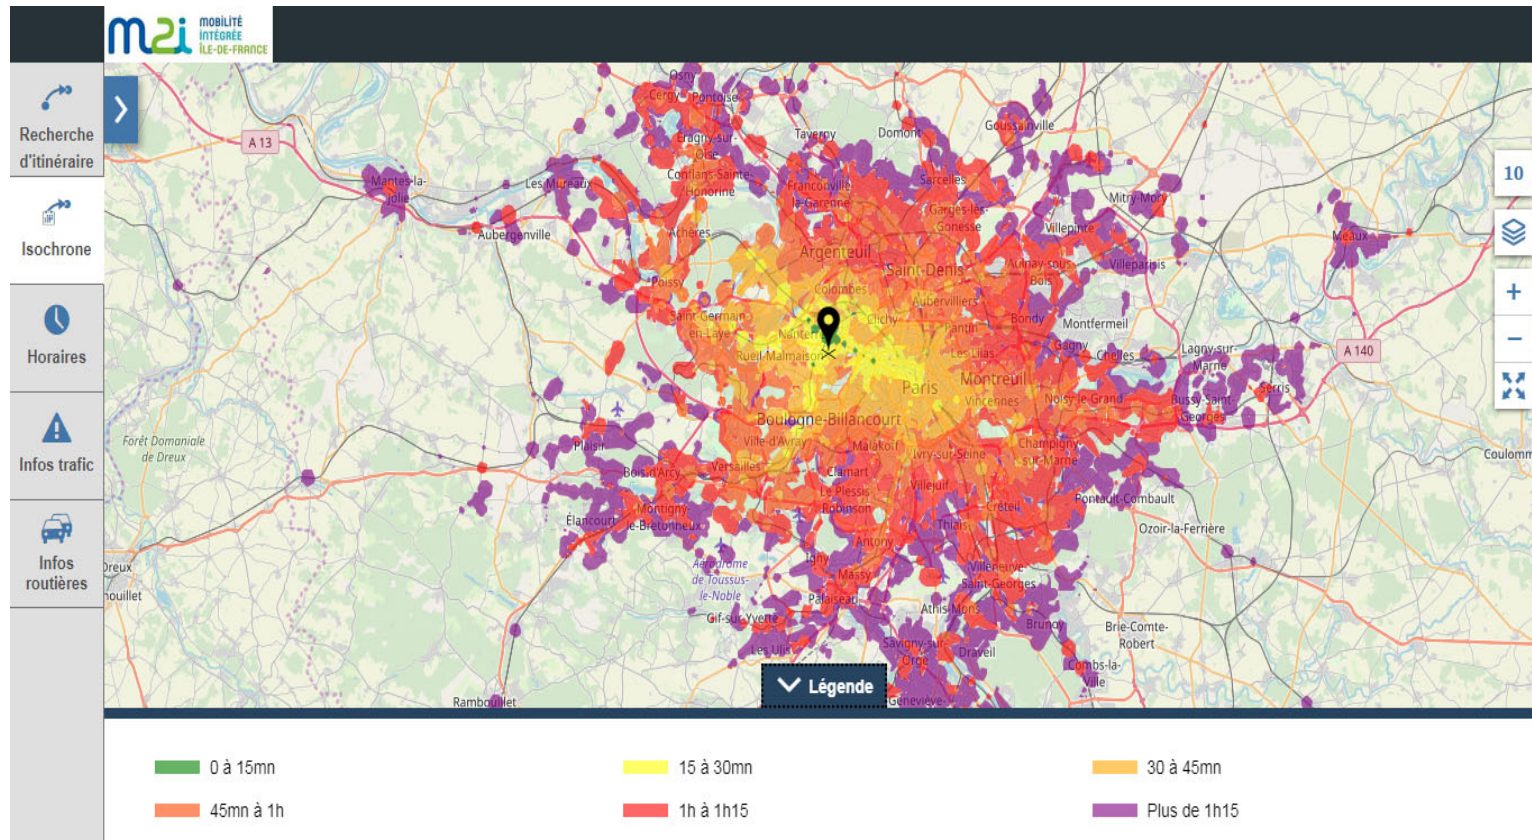 m2i
MOBILITÉ
INTÉGRÉE
ÎLE-DE-FRANCE
Recherche
d'itinéraire
Isochrone
Horaires
Infos trafic
Infos
routières
10
A 13
A 140
Osny
Cergy
Pontoise
Éragny-sur-
Oise
Conflans-Sainte-
Honorine
Taverny
Domont
Goussainville
Franconville
la-Garenne
Sarcelles
Garges-lès-
Gonesse
Mitry-Mory
Villepinte
Villeparisis
Meaux
Mantes-la-
Jolie
Les Mureaux
Aubergenville
Achères
Poissy
Argenteuil
Saint-Denis
Aulnay-sous-
Bois
Colombes
Aubervilliers
Saint-Germain
en-Laye
Nanterre
Clichy
Pantin
Bondy
Montfermeil
Gagny
Chelles
Lagny-sur-
Marne
Rueil-Malmaison
Les Lilas
Paris
Montreuil
Vincennes
Noisy-le-Grand
Bussy-Saint-
Georges
Serris
Boulogne-Billancourt
Ville-d'Avray
Malakoff
Ivry-sur-Seine
Champigny
sur-Marne
Forêt Domaniale
de Dreux
Plaisir
Bois-d'Arcy
Versailles
Clamart
Le Plessis
Robinson
Villejuif
Créteil
Pontault-Combault
Coulomm
Élancourt
Montigny-
le-Bretonneux
Thiais
Ozoir-la-Ferrière
Antony
Igny
Massy
Villeneuve-
Saint-Georges
Dreux
nouillet
Aérodrome
de Toussus-
le-Noble
Palaiseau
Athis-Mons
Gif-sur-Yvette
Brunoy
Brie-Comte-
Robert
Les Ulis
Savigny-sur-
Orge
Draveil
Combs-la-
Ville
Rambouillet
Geneviève-
Légende
0 à 15mn
15 à 30mn
30 à 45mn
45mn à 1h
1h à 1h15
Plus de 1h15